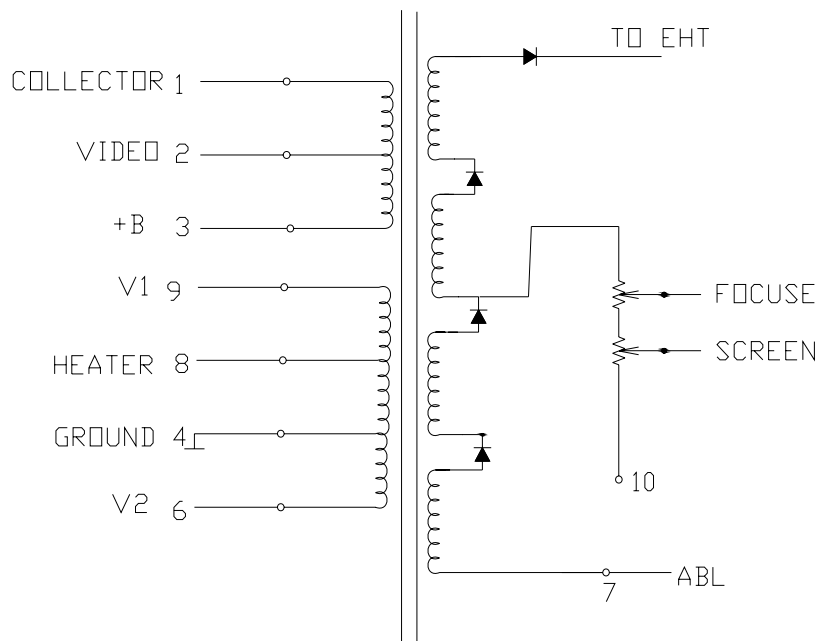 TO EHT
COLLECTOR 1
VIDEO 2
+B 3
V1 9
FOCUSE
SCREEN
HEATER 8
GROUND 4
V2 6
10
ABL
7